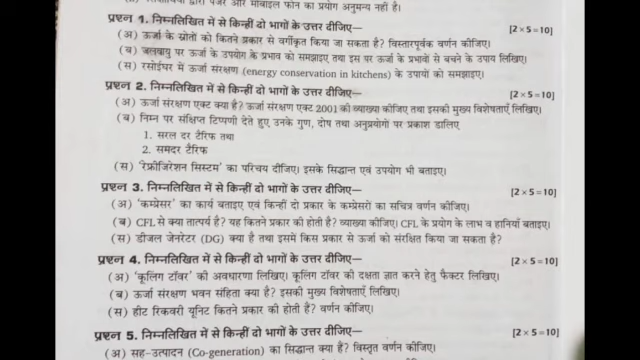 द्वारा पेजर और मोबाइल फोन का प्रयोग अनुमन्य नहीं है।
प्रश्न 1. निम्नलिखित में से किन्हीं दो भागों के उत्तर दीजिए— [2×5=10]
(अ) ऊर्जा के स्रोतों को कितने प्रकार से वर्गीकृत किया जा सकता है? विस्तारपूर्वक वर्णन कीजिए।
(ब) जलवायु पर ऊर्जा के उपयोग के प्रभाव को समझाइए तथा इस पर ऊर्जा के प्रभावों से बचने के उपाय लिखिए।
(स) रसोईघर में ऊर्जा संरक्षण (energy conservation in kitchens) के उपायों को समझाइए।
प्रश्न 2. निम्नलिखित में से किन्हीं दो भागों के उत्तर दीजिए— [2×5=10]
(अ) ऊर्जा संरक्षण एक्ट क्या है? ऊर्जा संरक्षण एक्ट 2001 की व्याख्या कीजिए तथा इसकी मुख्य विशेषताएँ लिखिए।
(ब) निम्न पर संक्षिप्त टिप्पणी देते हुए उनके गुण, दोष तथा अनुप्रयोगों पर प्रकाश डालिए
1. सरल दर टैरिफ तथा
2. समदर टैरिफ
(स) 'रेफ्रीजिरेशन सिस्टम' का परिचय दीजिए। इसके सिद्धान्त एवं उपयोग भी बताइए।
प्रश्न 3. निम्नलिखित में से किन्हीं दो भागों के उत्तर दीजिए— [2×5=10]
(अ) 'कम्प्रेसर' का कार्य बताइए एवं किन्हीं दो प्रकार के कम्प्रेसरों का सचित्र वर्णन कीजिए।
(ब) CFL से क्या तात्पर्य है? यह कितने प्रकार की होती है? व्याख्या कीजिए। CFL के प्रयोग के लाभ व हानियाँ बताइए।
(स) डीजल जेनरेटर (DG) क्या है तथा इसमें किस प्रकार से ऊर्जा को संरक्षित किया जा सकता है?
प्रश्न 4. निम्नलिखित में से किन्हीं दो भागों के उत्तर दीजिए— [2×5=10]
(अ) 'कूलिंग टॉवर' की अवधारणा लिखिए। कूलिंग टॉवर की दक्षता ज्ञात करने हेतु फैक्टर लिखिए।
(ब) ऊर्जा संरक्षण भवन संहिता क्या है? इसकी मुख्य विशेषताएँ लिखिए।
(स) हीट रिकवरी यूनिट कितने प्रकार की होती है? वर्णन कीजिए।
प्रश्न 5. निम्नलिखित में से किन्हीं दो भागों के उत्तर दीजिए— [2×5=10]
(अ) सह-उत्पादन (Co-generation) का सिद्धान्त क्या है? विस्तृत वर्णन कीजिए।